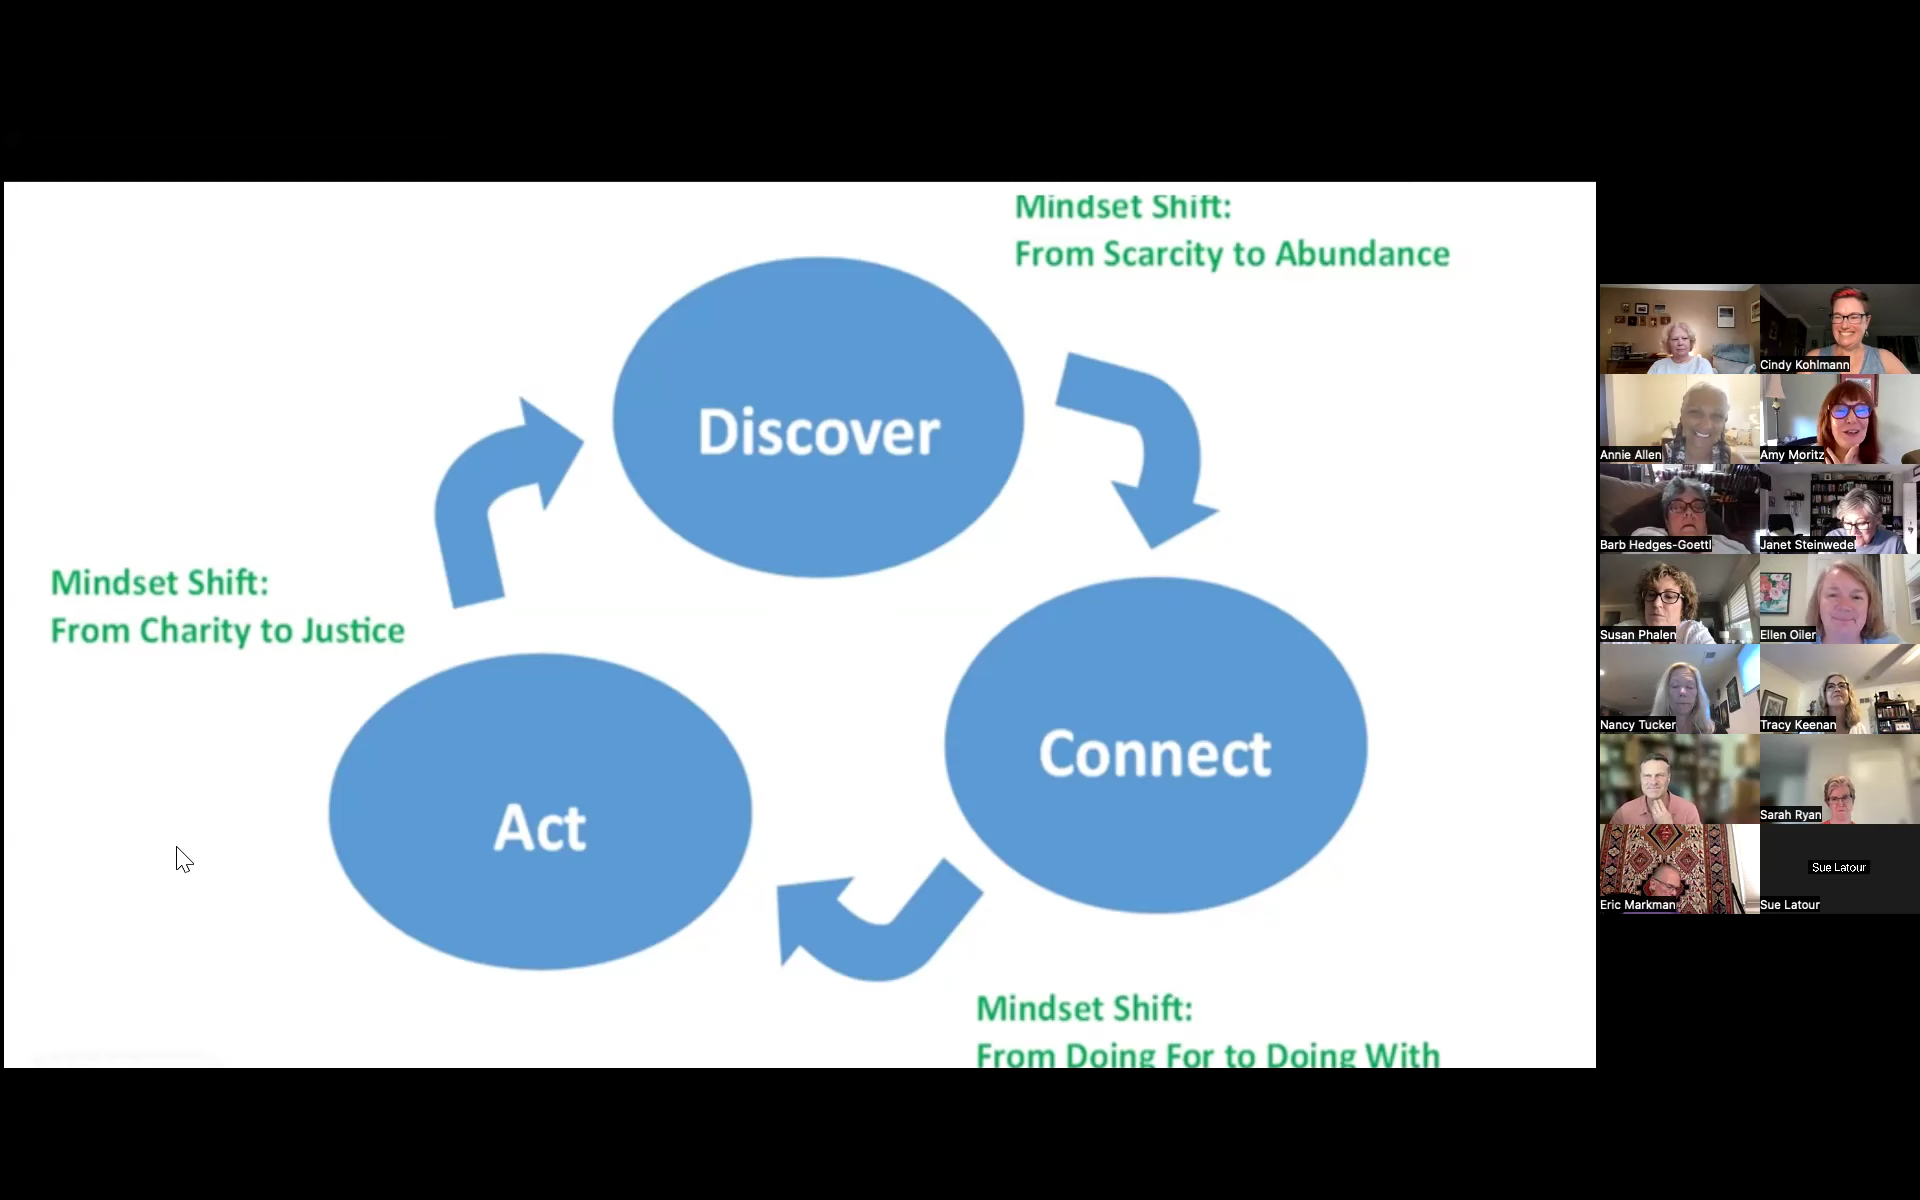 Mindset Shift:
From Scarcity to Abundance
Discover
Mindset Shift:
From Charity to Justice
Connect
Act
Mindset Shift:
From Doing For to Doing With
Cindy Kohlmann
Annie Allen
Amy Moritz
Barb Hedges-Goettl
Janet Steinwedel
Susan Phalen
Ellen Oiler
Nancy Tucker
Tracy Keenan
Sarah Ryan
Sue Latour
Eric Markman
Sue Latour